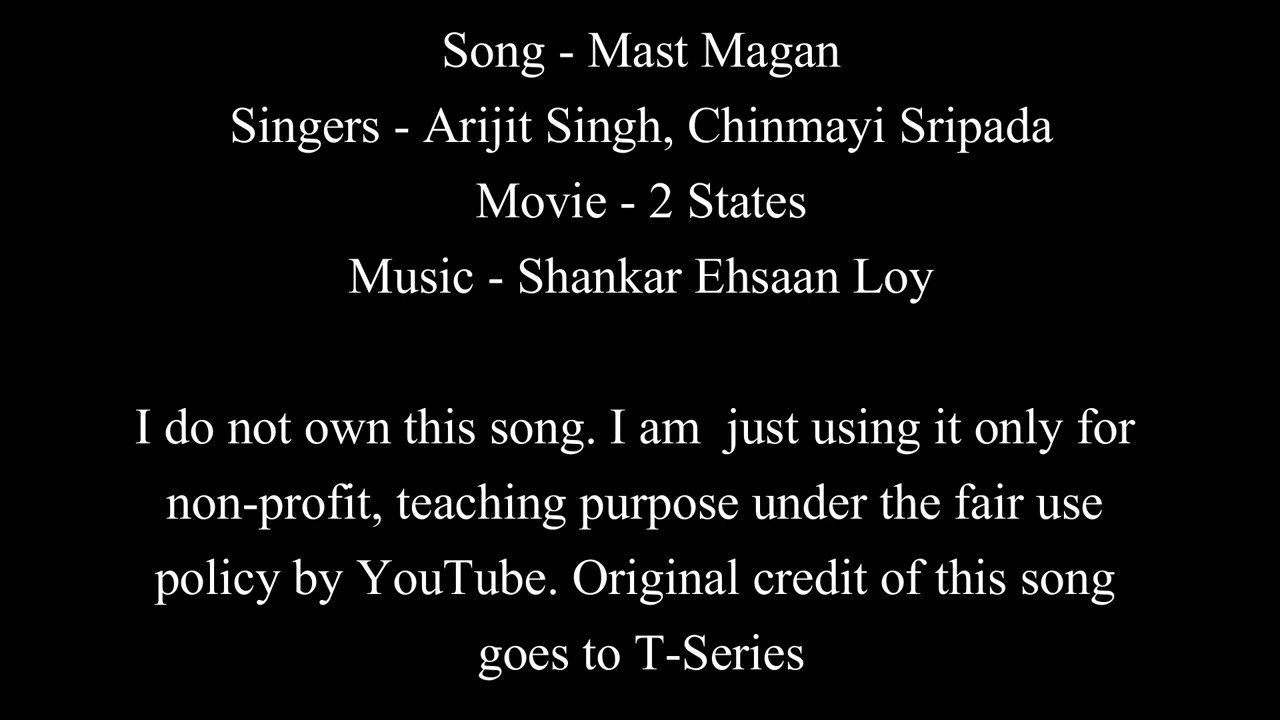 Song - Mast Magan
Singers - Arijit Singh, Chinmayi Sripada
Movie - 2 States
Music - Shankar Ehsaan Loy
I do not own this song. I am  just using it only for
non-profit, teaching purpose under the fair use
policy by YouTube. Original credit of this song
goes to T-Series